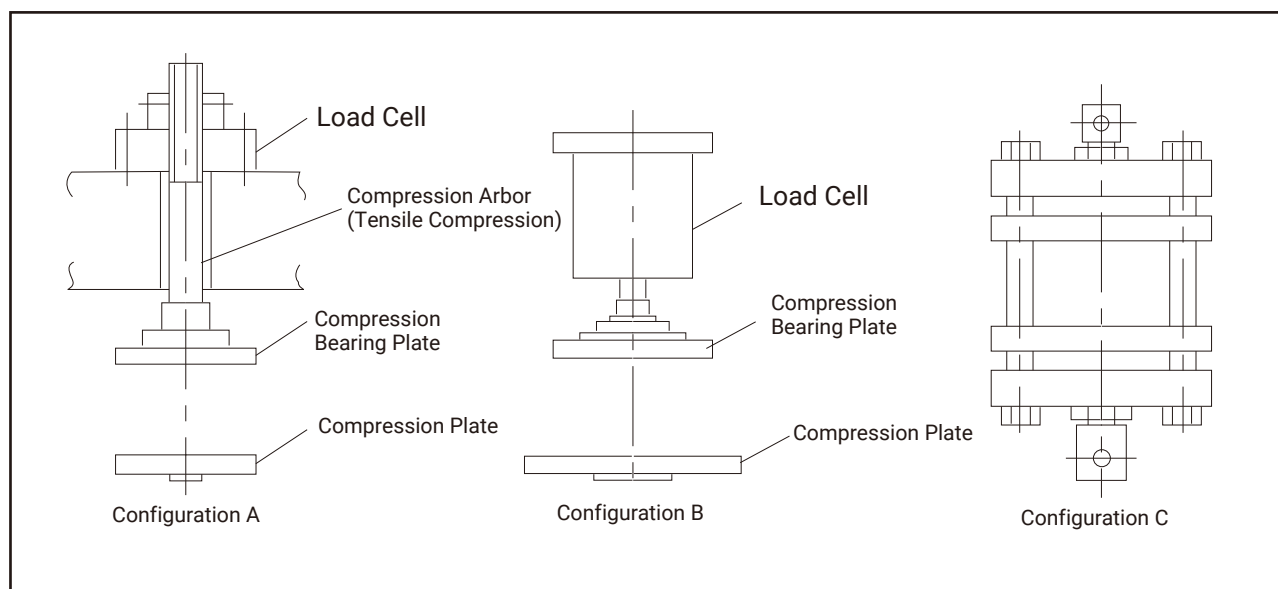 Load Cell
Compression Arbor
(Tensile Compression)
Compression
Bearing Plate
Compression Plate
Configuration A
Load Cell
Compression
Bearing Plate
Compression Plate
Configuration B
Configuration C